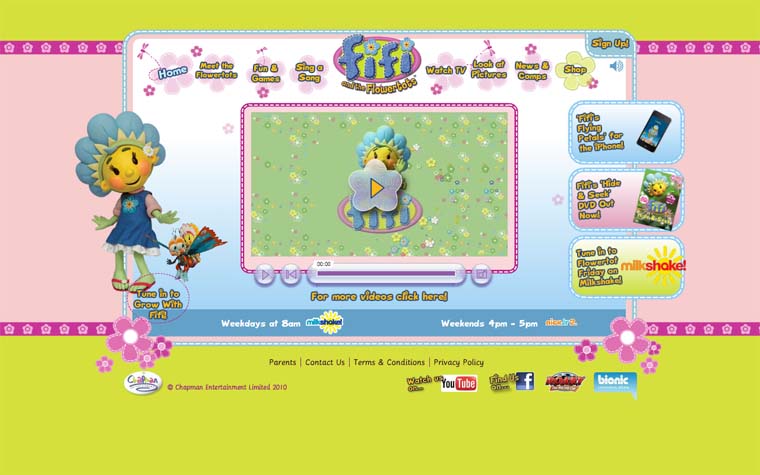 Sign Up!
Home
Meet the
Flowertots
Fun &
Games
Sing a
Song
fifi
and the Flowertots
Watch TV
Look at
Pictures
News &
Comps
Shop
'Fifi's
Flying
Petals' for
the iPhone!
Fifi's 'Hide
& Seek'
DVD Out
Now!
Tune in to
Flowertot
Friday on
Milkshake!
milkshake!
fifi
00:00
For more videos click here!
Tune in to
Grow With
Fifi!
Weekdays at 8am milkshake!
Weekends 4pm - 5pm nick jr 2.
Parents | Contact Us | Terms & Conditions | Privacy Policy
Chapman
© Chapman Entertainment Limited 2010
Watch us
on...
YouTube
Find Us
On...
f
bionic